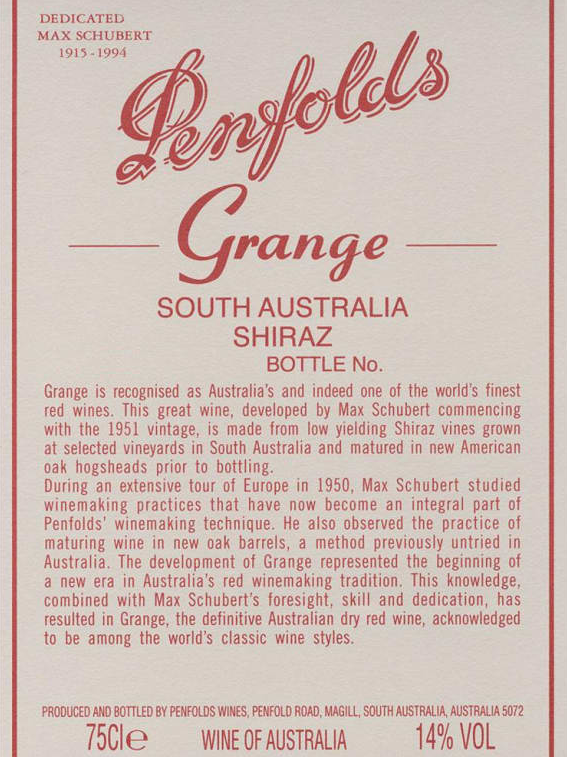 DEDICATED
MAX SCHUBERT
1915 - 1994
Penfolds
Grange
SOUTH AUSTRALIA
SHIRAZ
BOTTLE No.
Grange is recognised as Australia's and indeed one of the world's finest
red wines. This great wine, developed by Max Schubert commencing
with the 1951 vintage, is made from low yielding Shiraz vines grown
at selected vineyards in South Australia and matured in new American
oak hogsheads prior to bottling.
During an extensive tour of Europe in 1950, Max Schubert studied
winemaking practices that have now become an integral part of
Penfolds' winemaking technique. He also observed the practice of
maturing wine in new oak barrels, a method previously untried in
Australia. The development of Grange represented the beginning of
a new era in Australia's red winemaking tradition. This knowledge,
combined with Max Schubert's foresight, skill and dedication, has
resulted in Grange, the definitive Australian dry red wine, acknowledged
to be among the world's classic wine styles.
PRODUCED AND BOTTLED BY PENFOLDS WINES, PENFOLD ROAD, MAGILL, SOUTH AUSTRALIA, AUSTRALIA 5072
75Cl e WINE OF AUSTRALIA 14% VOL